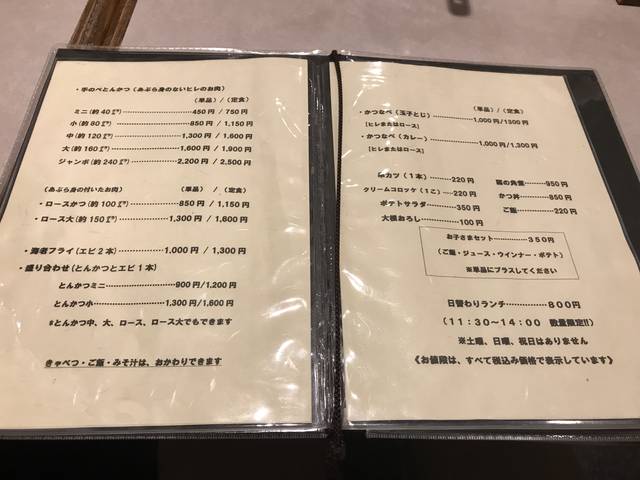 ・手のべとんかつ(あぶら身のないヒレのお肉)
(単品)/(定食)
ミニ(約40㌘)………450円/750円
小(約80㌘)………850円/1,150円
中(約120㌘)………1,300円/1,600円
大(約160㌘)………1,600円/1,900円
ジャンボ(約240㌘)………2,200円/2,500円
(あぶら身の付いたお肉) (単品)/(定食)
・ロースかつ(約100㌘)………850円/1,150円
・ロース大(約150㌘)………1,300円/1,600円
・海老フライ(エビ2本)………1,000円/1,300円
・盛り合わせ(とんかつとエビ1本)
とんかつミニ………900円/1,200円
とんかつ小………1,300円/1,600円
※とんかつ中、大、ロース、ロース大でもできます
きゃべつ・ご飯・みそ汁は、おかわりできます
(単品)/(定食)
・かつなべ(玉子とじ)………1,000円/1300円
[ヒレまたはロース]
・かつなべ(カレー)………1,000円/1,300円
[ヒレまたはロース]
カツ(1本)………220円
クリームコロッケ(1こ)………220円
ポテトサラダ………350円
大根おろし………100円
の角煮………950円
かつ丼………850円
ご飯………220円
お子さまセット………350円
(ご飯・ジュース・ウインナー・ポテト)
※単品にプラスしてください
日替わりランチ………800円
(11:30~14:00 数量限定!!)
※土曜、日曜、祝日はありません
《お値段は、すべて税込み価格で表示しています》